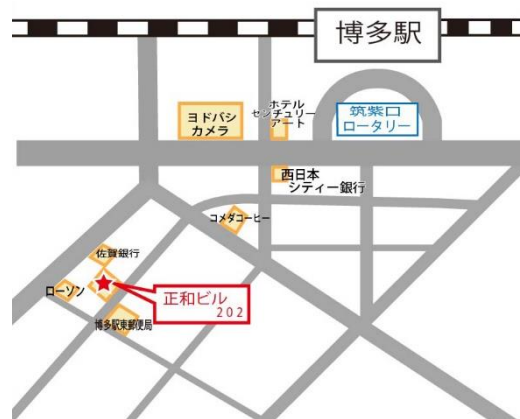 博多駅
ヨドバシ
カメラ
ホテル
センチュリー
アート
筑紫口
ロータリー
西日本
シティー銀行
コメダコーヒー
佐賀銀行
ローソン
正和ビル
202
博多駅東郵便局